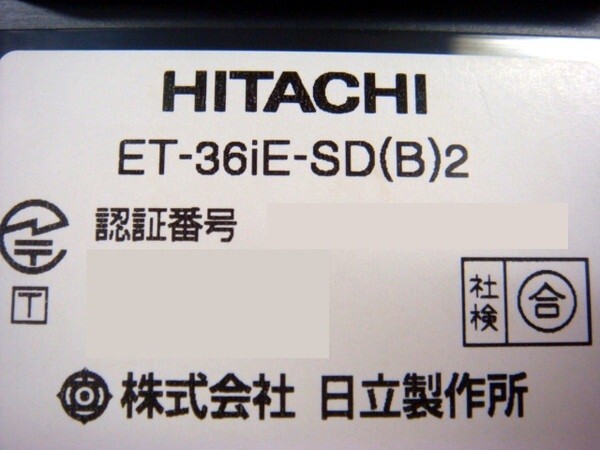 HITACHI
ET-36iE-SD(B)2
認証番号
T
社検 合
株式会社 日立製作所